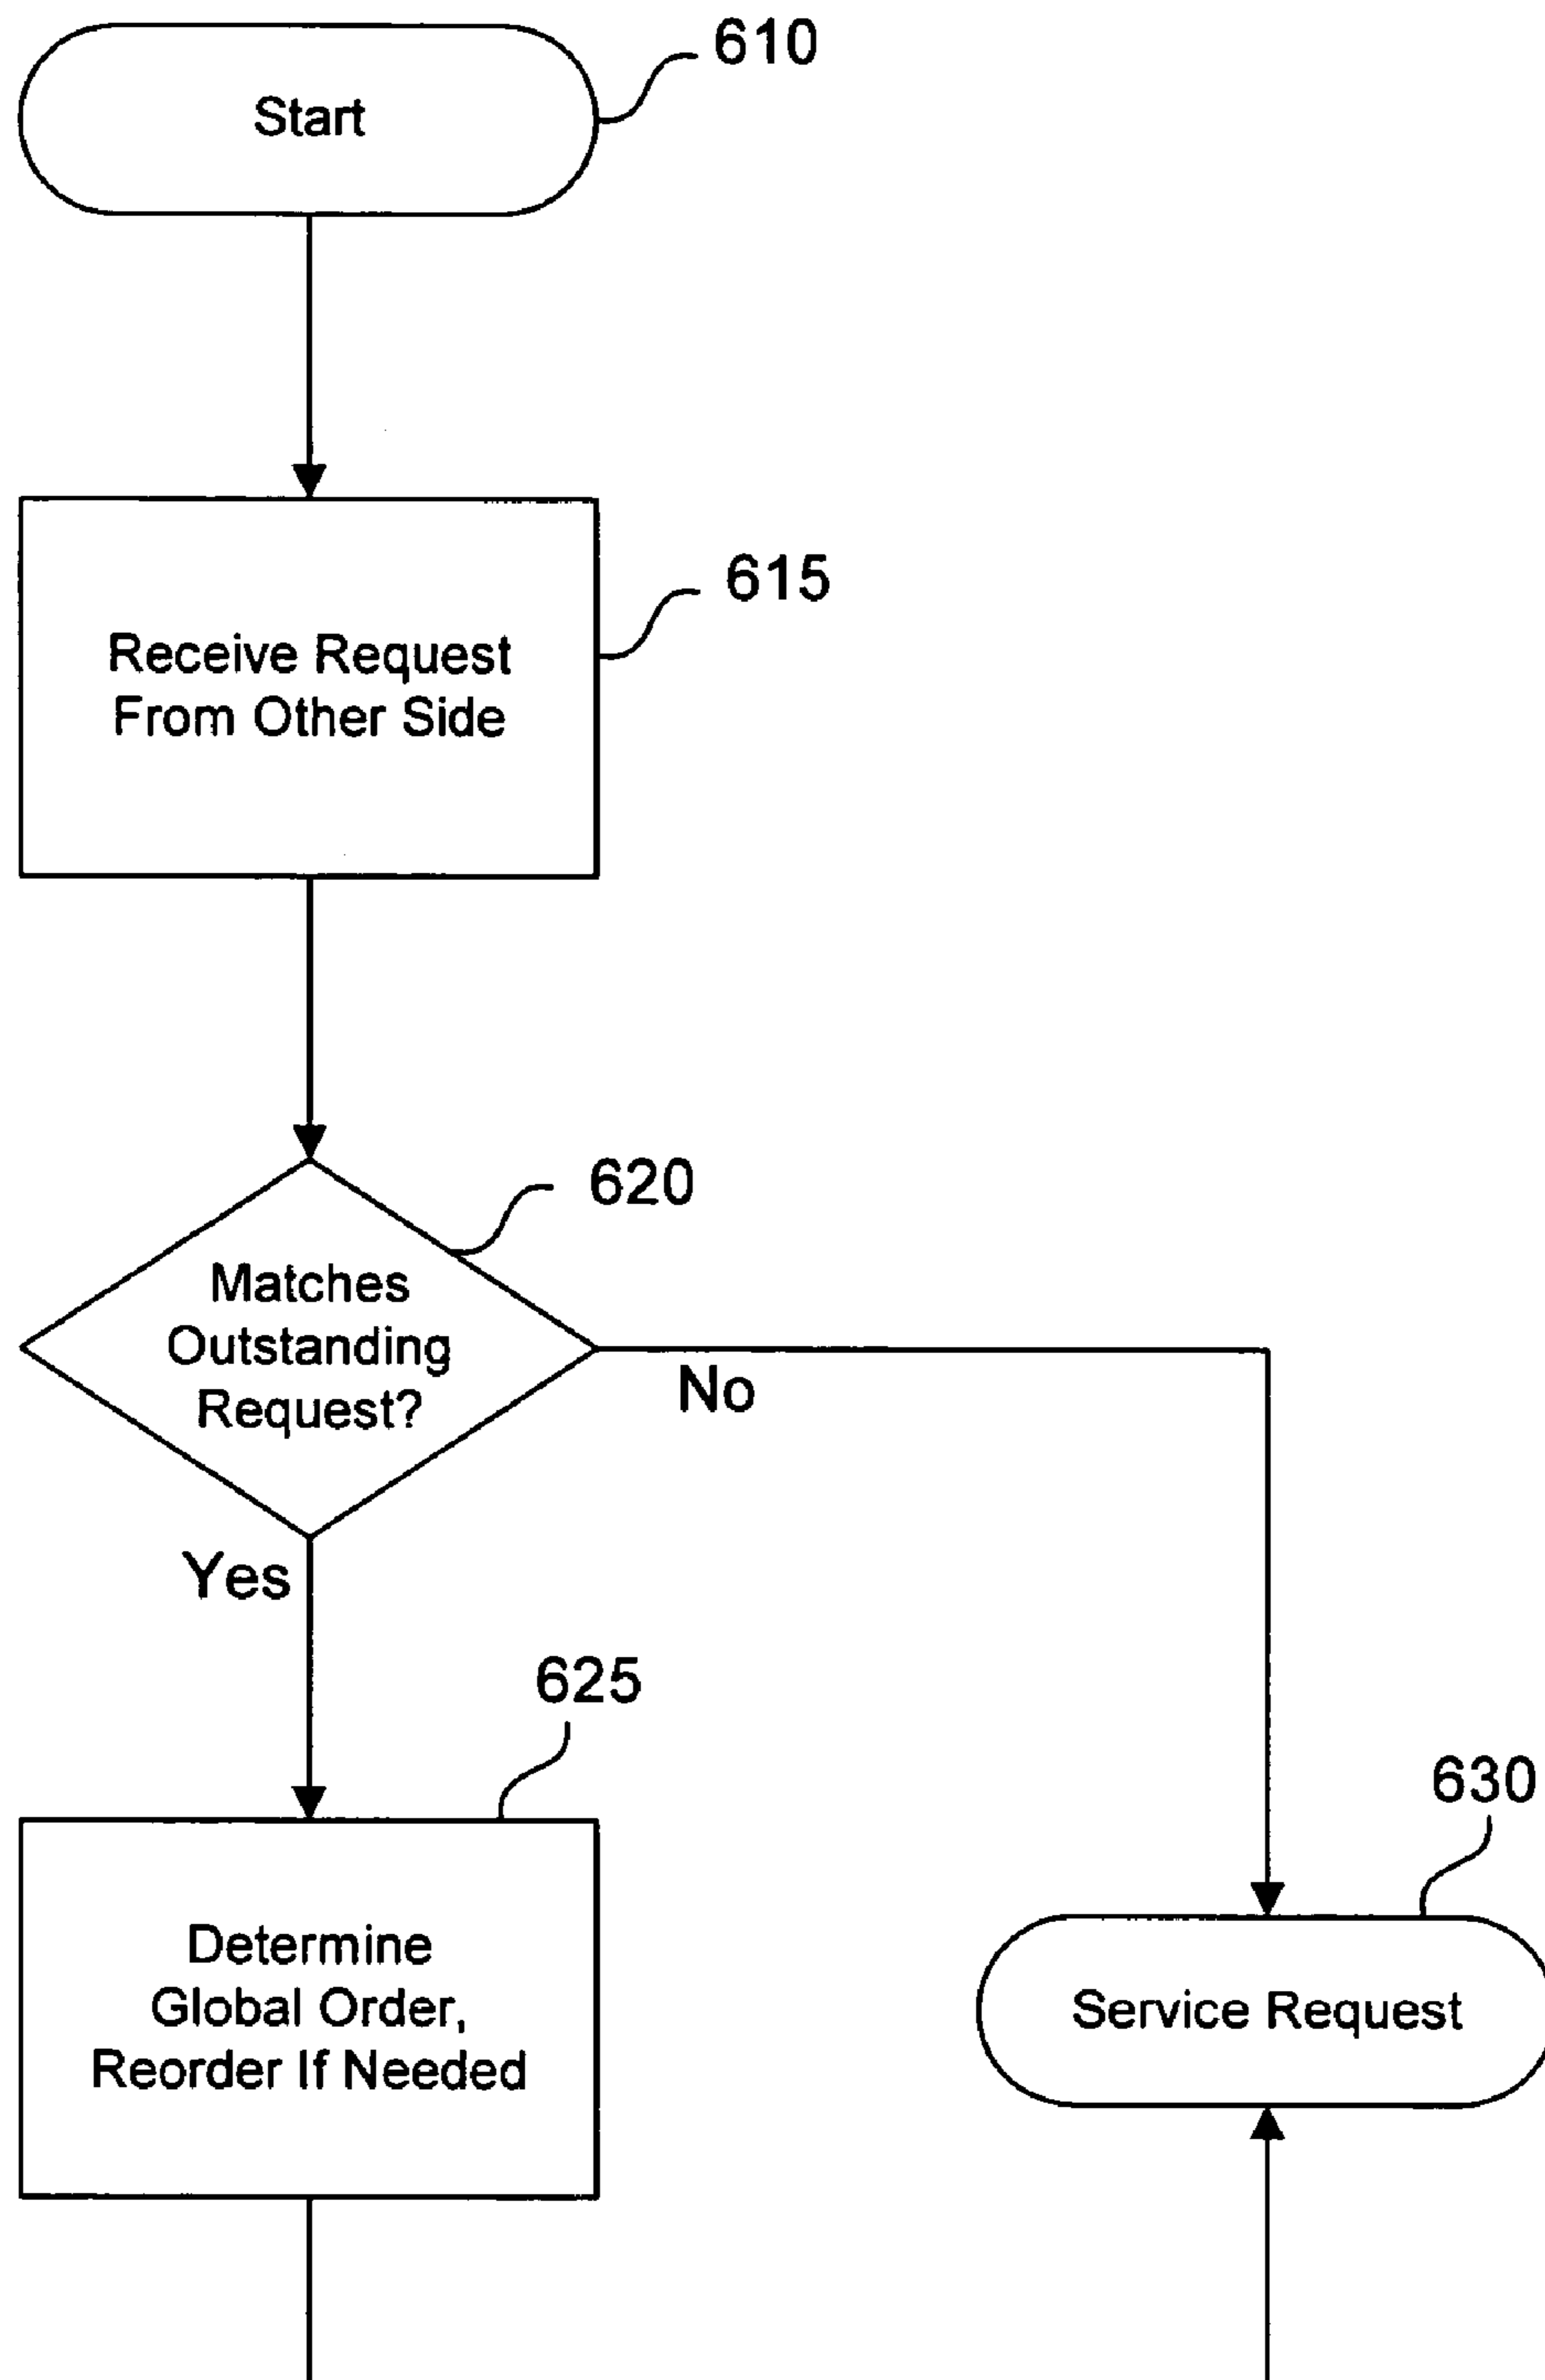 610
Start
615
Receive Request
From Other Side
620
Matches
Outstanding
Request?
No
Yes
625
630
Determine
Global Order,
Reorder If Needed
Service Request